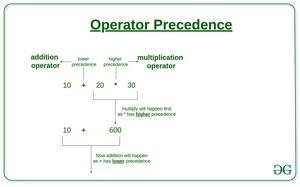 Operator Precedence
addition
operator
lower
precedence
higher
precedence
multiplication
operator
10 + 20 * 30
multiply will happen first
as * has higher precedence
10 + 600
Now addition will happen
as + has lower precedence